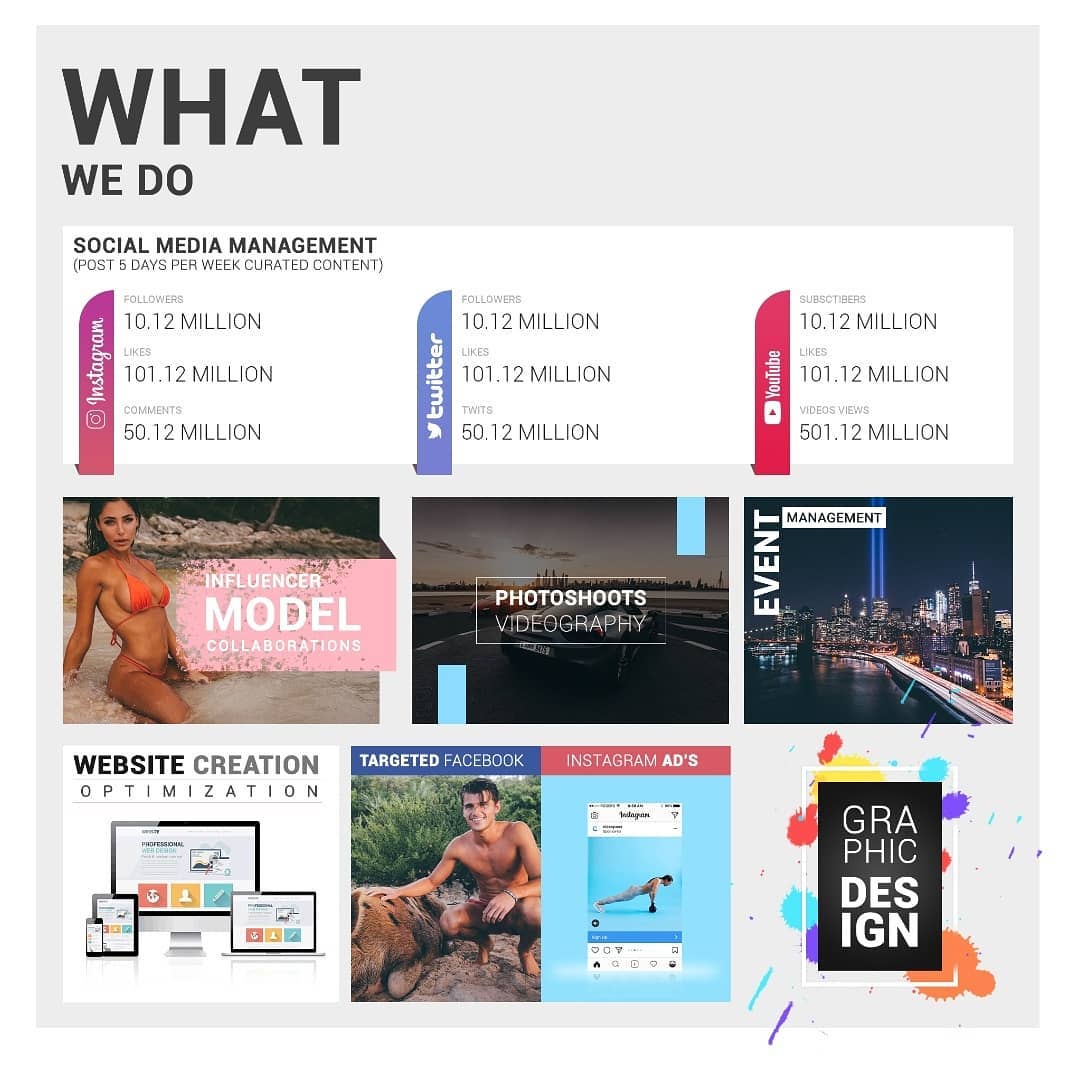 WHAT
WE DO
SOCIAL MEDIA MANAGEMENT
(POST 5 DAYS PER WEEK CURATED CONTENT)
Instagram
FOLLOWERS
10.12 MILLION
LIKES
101.12 MILLION
COMMENTS
50.12 MILLION
twitter
FOLLOWERS
10.12 MILLION
LIKES
101.12 MILLION
TWITS
50.12 MILLION
YouTube
SUBSCTIBERS
10.12 MILLION
LIKES
101.12 MILLION
VIDEOS VIEWS
501.12 MILLION
INFLUENCER
MODEL
COLLABORATIONS
PHOTOSHOOTS
VIDEOGRAPHY
EVENT
MANAGEMENT
WEBSITE CREATION
OPTIMIZATION
PROFESSIONAL
WEB DESIGN
TARGETED FACEBOOK
INSTAGRAM AD'S
Instagram
Sign Up
GRA
PHIC
DES
IGN